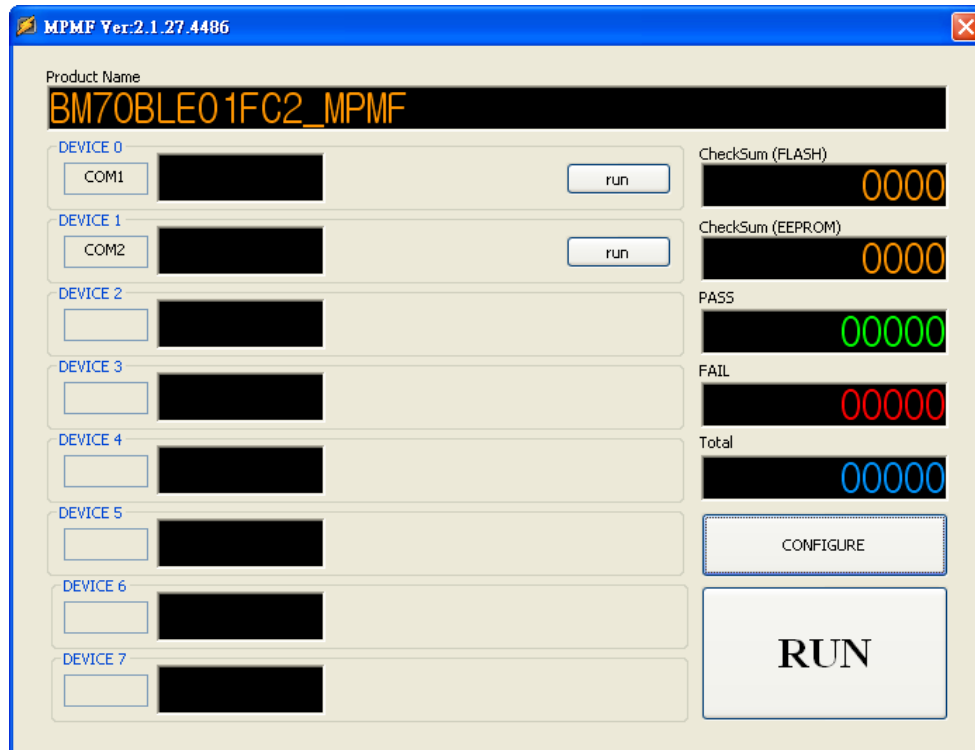 MPMF Ver:2.1.27.4486
Product Name
BM70BLE01FC2_MPMF
DEVICE 0
COM1
run
DEVICE 1
COM2
run
DEVICE 2
DEVICE 3
DEVICE 4
DEVICE 5
DEVICE 6
DEVICE 7
CheckSum (FLASH)
0000
CheckSum (EEPROM)
0000
PASS
00000
FAIL
00000
Total
00000
CONFIGURE
RUN